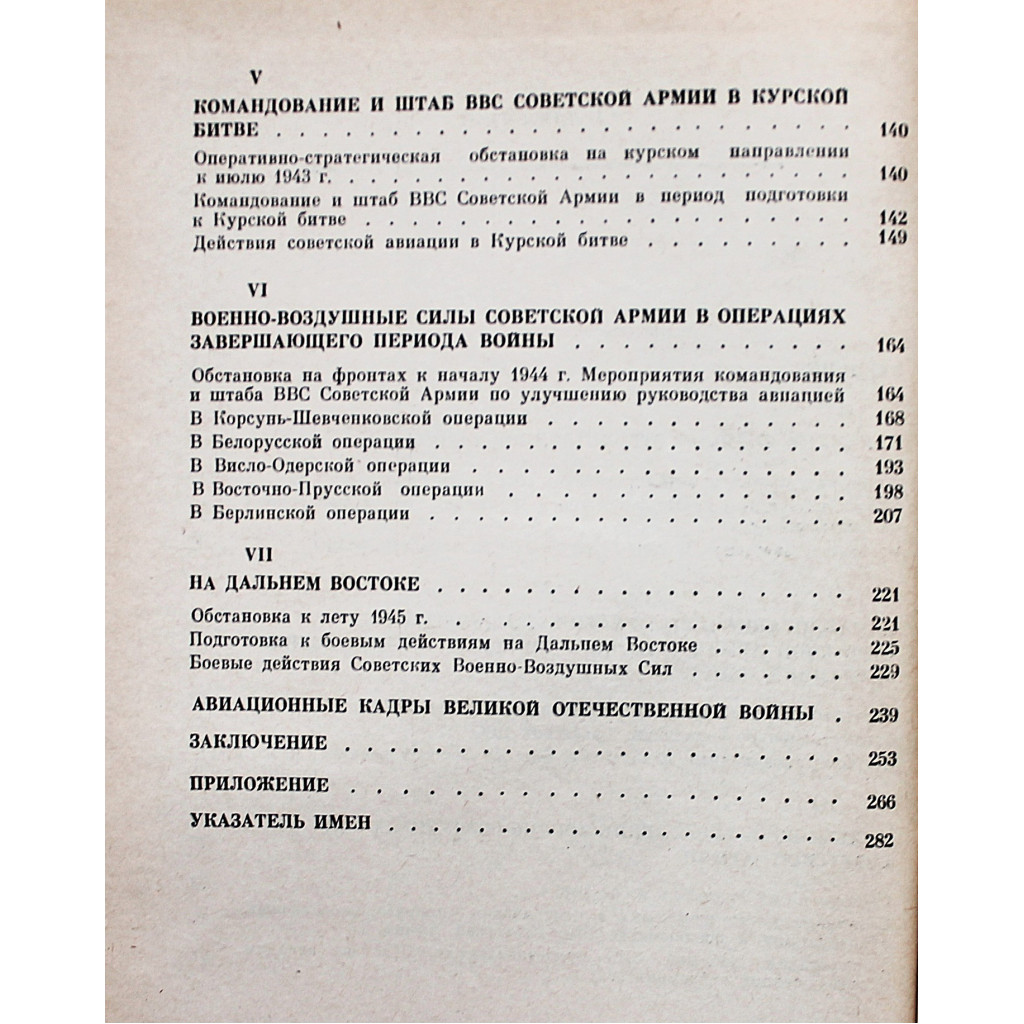 V
КОМАНДОВАНИЕ И ШТАБ ВВС СОВЕТСКОЙ АРМИИ В КУРСКОЙ
БИТВЕ . . . . . . . . . . . . . . . . . . . . . . . . . 140
Оперативно-стратегическая обстановка на курском направлении
к июлю 1943 г. . . . . . . . . . . . . . . . . . . . . . . 140
Командование и штаб ВВС Советской Армии в период подготовки
к Курской битве . . . . . . . . . . . . . . . . . . . . . 142
Действия советской авиации в Курской битве . . . . . . . . . 149
VI
ВОЕННО-ВОЗДУШНЫЕ СИЛЫ СОВЕТСКОЙ АРМИИ В ОПЕРАЦИЯХ
ЗАВЕРШАЮЩЕГО ПЕРИОДА ВОЙНЫ . . . . . . . . . . . . 164
Обстановка на фронтах к началу 1944 г. Мероприятия командования
и штаба ВВС Советской Армии по улучшению руководства авиацией 164
В Корсунь-Шевченковской операции . . . . . . . . . . . . . 168
В Белорусской операции . . . . . . . . . . . . . . . . . . 171
В Висло-Одерской операции . . . . . . . . . . . . . . . . 193
В Восточно-Прусской операции . . . . . . . . . . . . . . . 198
В Берлинской операции . . . . . . . . . . . . . . . . . . 207
VII
НА ДАЛЬНЕМ ВОСТОКЕ . . . . . . . . . . . . . . . . . . 221
Обстановка к лету 1945 г. . . . . . . . . . . . . . . . . . 221
Подготовка к боевым действиям на Дальнем Востоке . . . . . . 225
Боевые действия Советских Военно-Воздушных Сил . . . . . . . 229
АВИАЦИОННЫЕ КАДРЫ ВЕЛИКОЙ ОТЕЧЕСТВЕННОЙ ВОЙНЫ . 239
ЗАКЛЮЧЕНИЕ . . . . . . . . . . . . . . . . . . . . . . 253
ПРИЛОЖЕНИЕ . . . . . . . . . . . . . . . . . . . . . . 266
УКАЗАТЕЛЬ ИМЕН . . . . . . . . . . . . . . . . . . . . 282